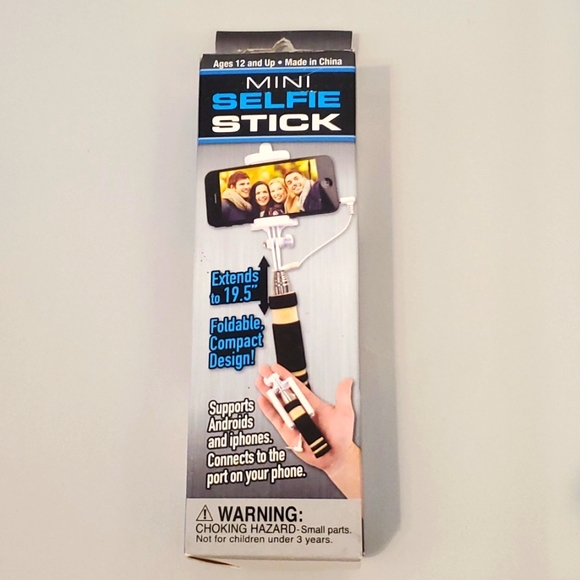 Ages 12 and Up • Made in China
MINI
SELFIE
STICK
Extends
to 19.5"
Foldable,
Compact
Design!
Supports
Androids
and iphones.
Connects to the
port on your phone.
⚠ WARNING:
CHOKING HAZARD-Small parts.
Not for children under 3 years.